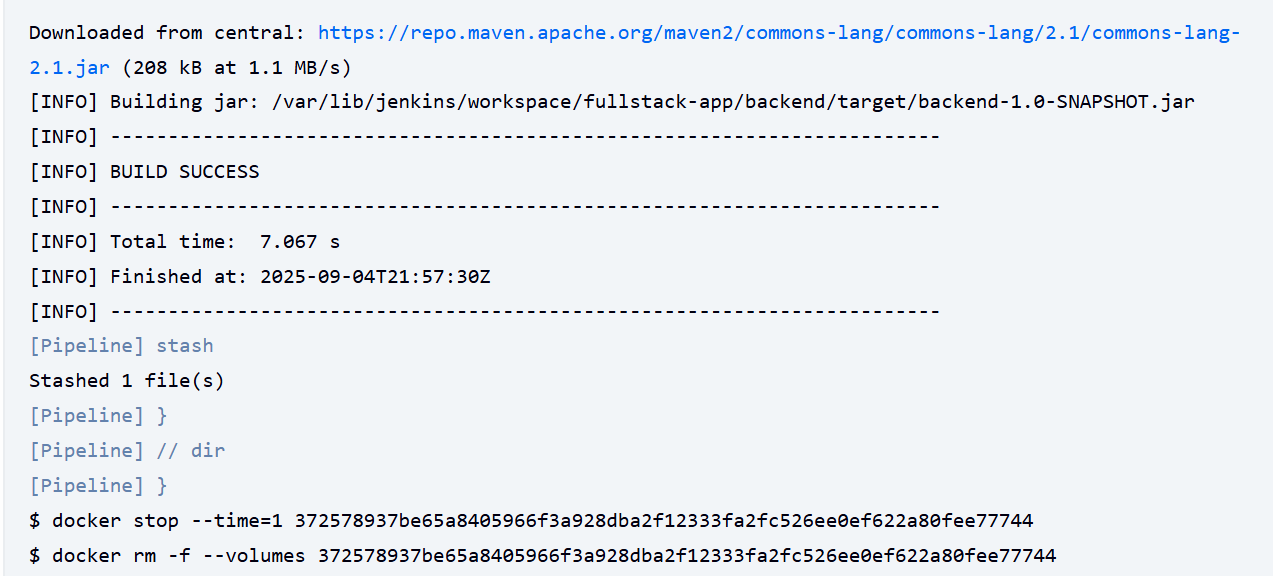 Downloaded from central: https://repo.maven.apache.org/maven2/commons-lang/commons-lang/2.1/commons-lang-
2.1.jar (208 kB at 1.1 MB/s)
[INFO] Building jar: /var/lib/jenkins/workspace/fullstack-app/backend/target/backend-1.0-SNAPSHOT.jar
[INFO] ------------------------------------------------------------------------
[INFO] BUILD SUCCESS
[INFO] ------------------------------------------------------------------------
[INFO] Total time:  7.067 s
[INFO] Finished at: 2025-09-04T21:57:30Z
[INFO] ------------------------------------------------------------------------
[Pipeline] stash
Stashed 1 file(s)
[Pipeline] }
[Pipeline] // dir
[Pipeline] }
$ docker stop --time=1 372578937be65a8405966f3a928dba2f12333fa2fc526ee0ef622a80fee77744
$ docker rm -f --volumes 372578937be65a8405966f3a928dba2f12333fa2fc526ee0ef622a80fee77744